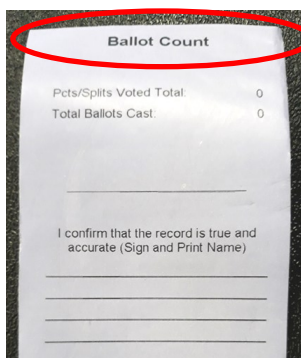 Ballot Count
Pcts/Splits Voted Total: 0
Total Ballots Cast: 0
I confirm that the record is true and
accurate (Sign and Print Name)